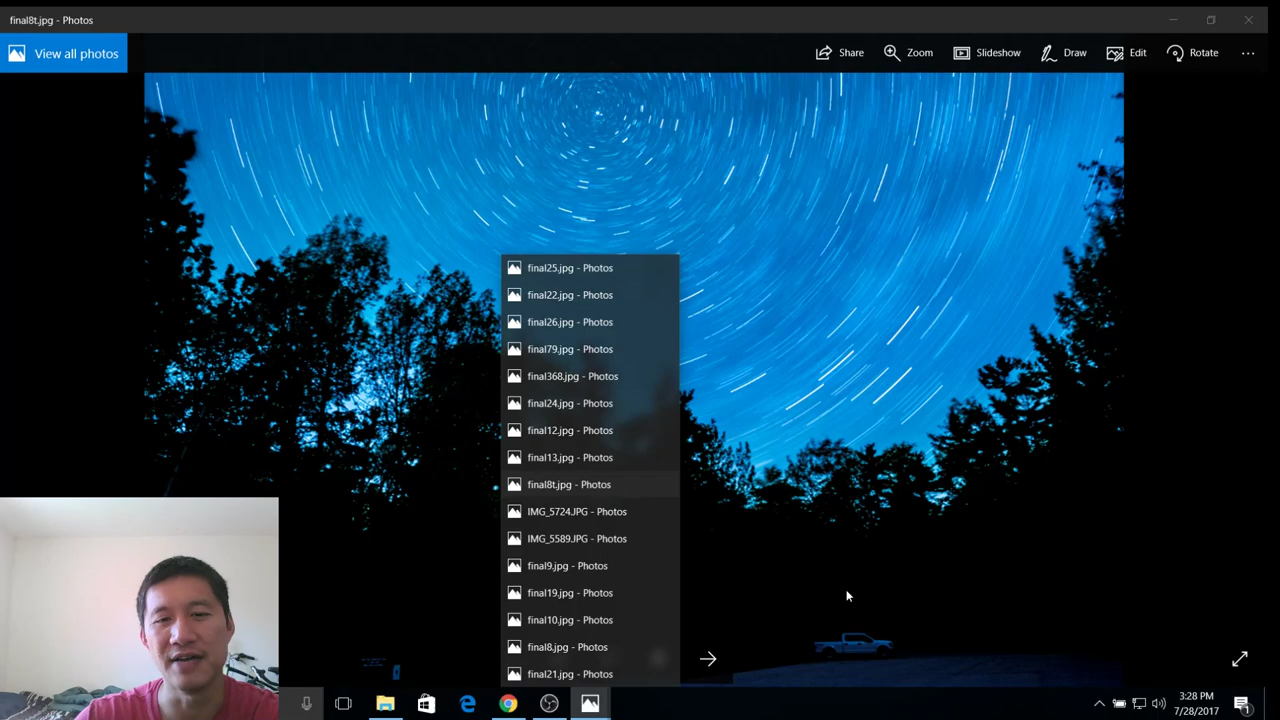 final8t.jpg - Photos
View all photos
Share
Zoom
Slideshow
Draw
Edit
Rotate
final25.jpg - Photos
final22.jpg - Photos
final26.jpg - Photos
final79.jpg - Photos
final368.jpg - Photos
final24.jpg - Photos
final12.jpg - Photos
final13.jpg - Photos
final8t.jpg - Photos
IMG_5724.JPG - Photos
IMG_5589.JPG - Photos
final9.jpg - Photos
final19.jpg - Photos
final10.jpg - Photos
final8.jpg - Photos
final21.jpg - Photos
3:28 PM
7/28/2017
1